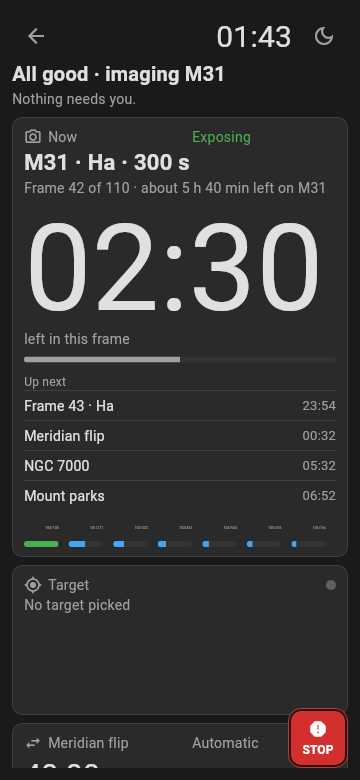 01:43
All good · imaging M31
Nothing needs you.
Now
Exposing
M31 · Ha · 300 s
Frame 42 of 110 · about 5 h 40 min left on M31
02:30
left in this frame
Up next
Frame 43 · Ha
23:54
Meridian flip
00:32
NGC 7000
05:32
Mount parks
06:52
Target
No target picked
Meridian flip
Automatic
STOP